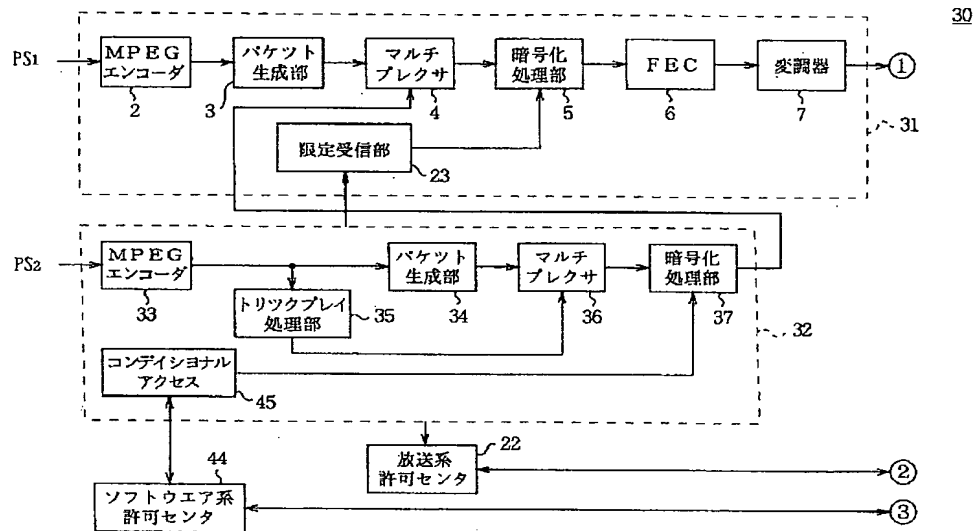 30
PS1
MPEG
エンコーダ
2
パケツト
生成部
3
マルチ
プレクサ
4
暗号化
処理部
5
FEC
6
変調器
7
①
31
限定受信部
23
PS2
MPEG
エンコーダ
33
パケツト
生成部
34
マルチ
プレクサ
36
暗号化
処理部
37
トリツクプレイ
処理部
35
32
コンデイシヨナル
アクセス
45
放送系
許可センタ
22
②
ソフトウエア系
許可センタ
44
③